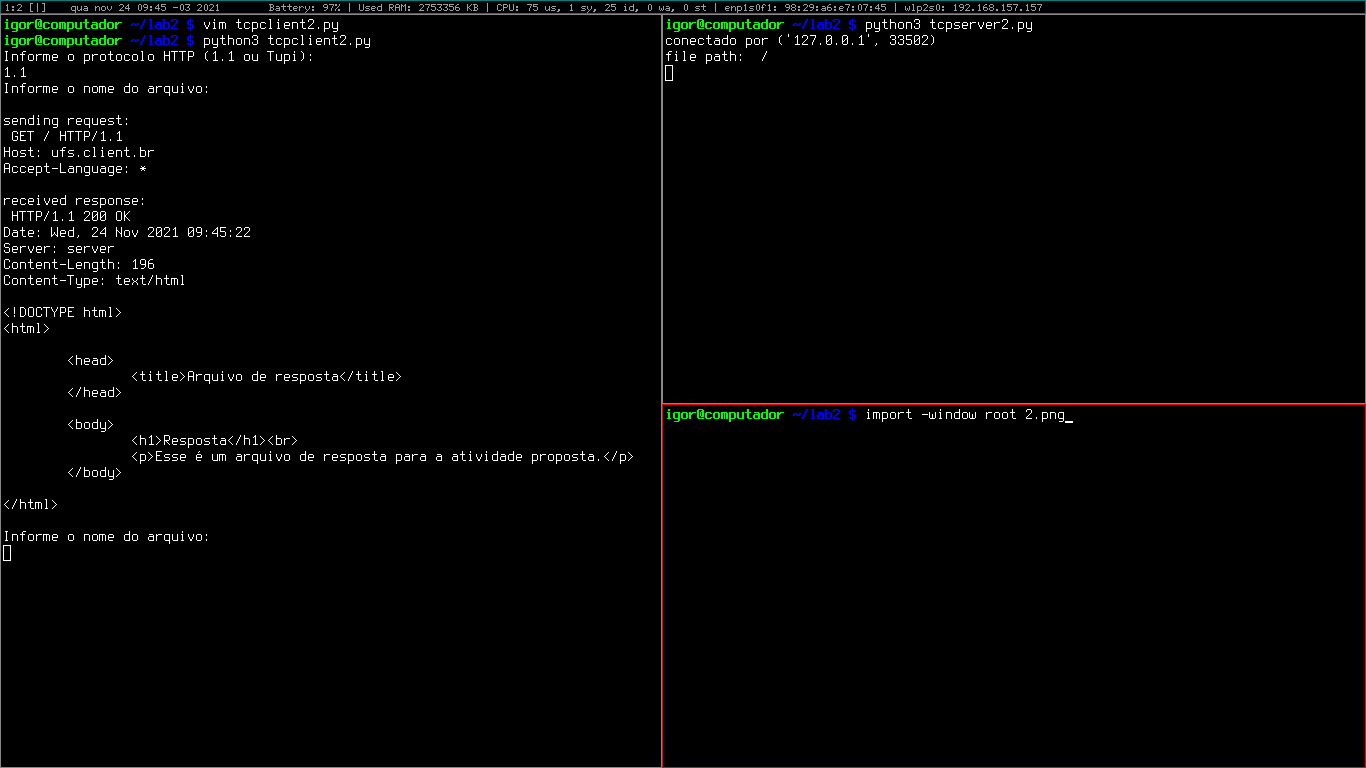 1:2 [|] qua nov 24 09:45 -03 2021 Battery: 97% | Used RAM: 2753356 KB | CPU: 75 us, 1 sy, 25 id, 0 wa, 0 st | enp1s0f1: 98:29:a6:e7:07:45 | wlp2s0: 192.168.157.157
igor@computador ~/lab2 $ vim tcpclient2.py
igor@computador ~/lab2 $ python3 tcpclient2.py
Informe o protocolo HTTP (1.1 ou Tupi):
1.1
Informe o nome do arquivo:

sending request:
 GET / HTTP/1.1
Host: ufs.client.br
Accept-Language: *

received response:
 HTTP/1.1 200 OK
Date: Wed, 24 Nov 2021 09:45:22
Server: server
Content-Length: 196
Content-Type: text/html

<!DOCTYPE html>
<html>

        <head>
                <title>Arquivo de resposta</title>
        </head>

        <body>
                <h1>Resposta</h1><br>
                <p>Esse é um arquivo de resposta para a atividade proposta.</p>
        </body>

</html>

Informe o nome do arquivo:
igor@computador ~/lab2 $ python3 tcpserver2.py
conectado por ('127.0.0.1', 33502)
file path:  /
igor@computador ~/lab2 $ import -window root 2.png